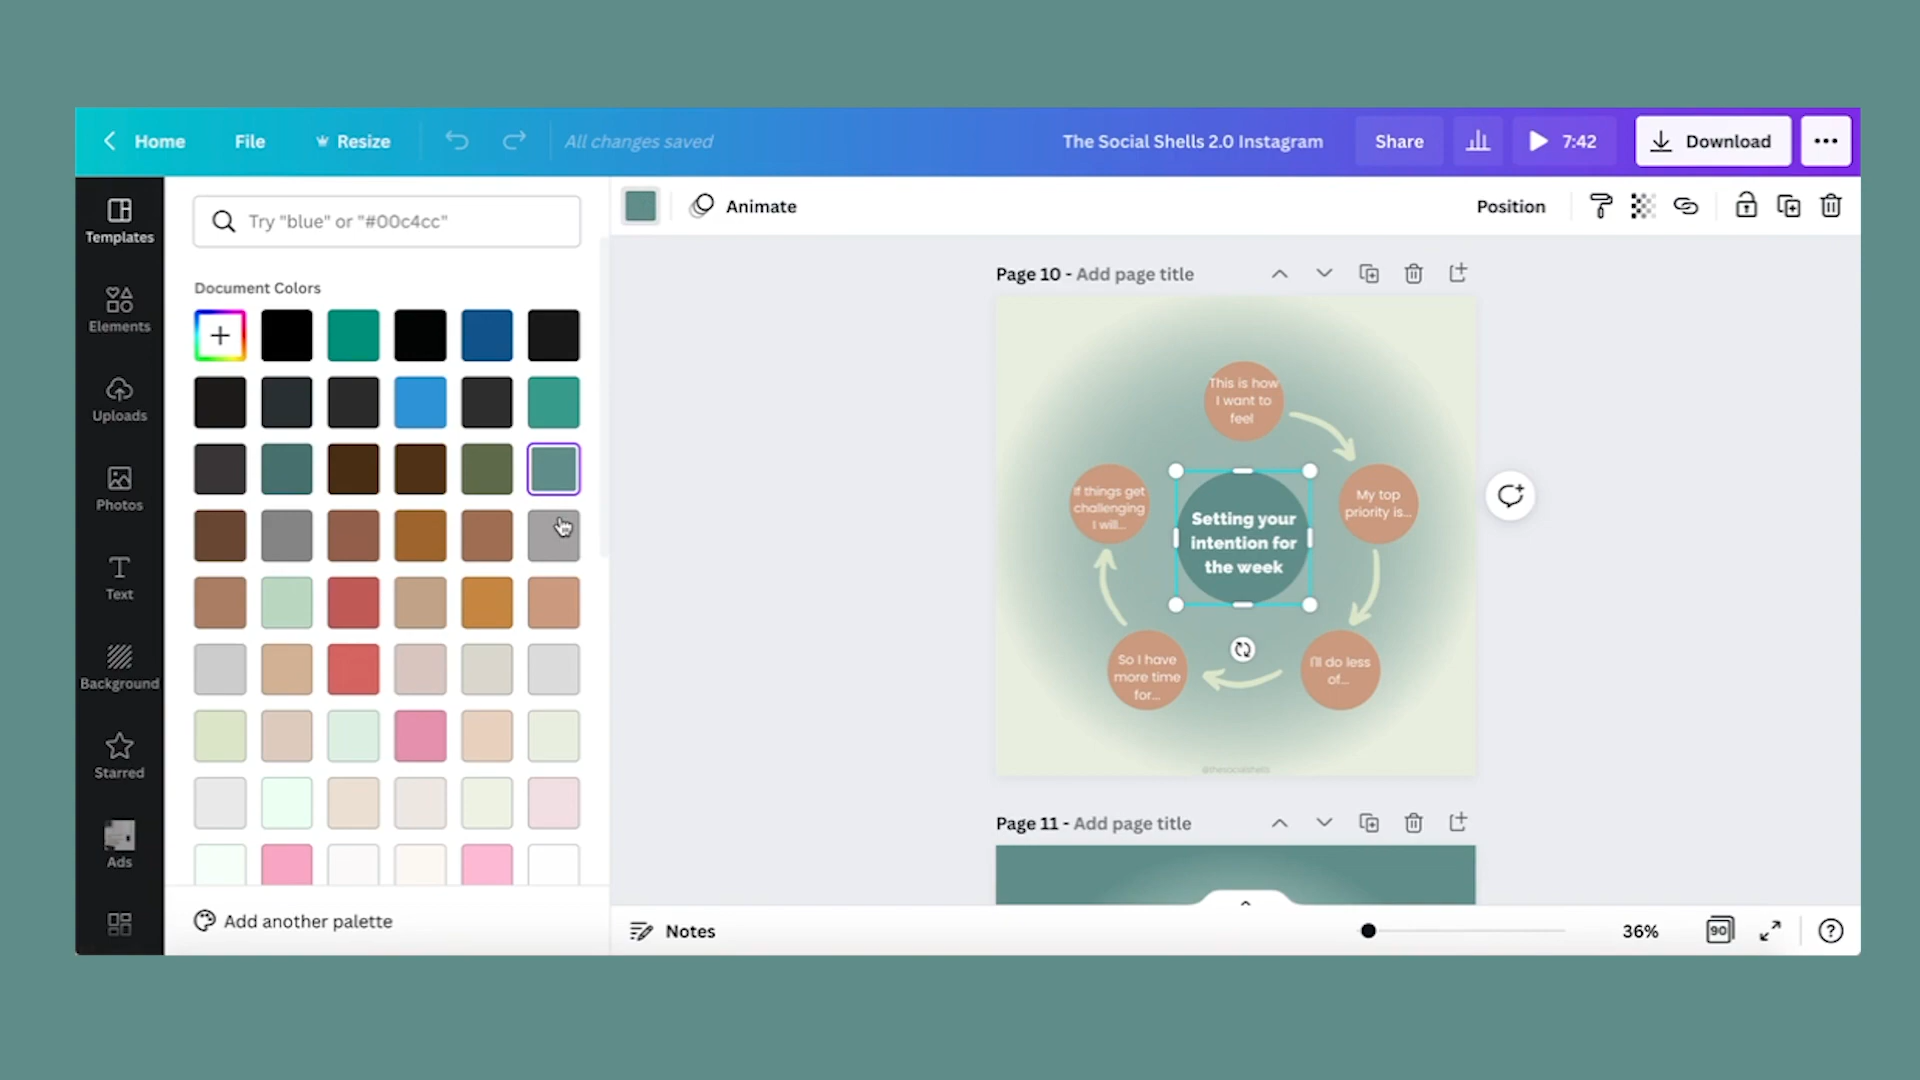 Home
File
Resize
All changes saved
The Social Shells 2.0 Instagram
Share
7:42
Download
Templates
Elements
Uploads
Photos
Text
Background
Starred
Ads
Try "blue" or "#00c4cc"
Document Colors
Add another palette
Animate
Position
Page 10 - Add page title
This is how
I want to
feel
My top
priority is...
I'll do less
of...
So I have
more time
for...
If things get
challenging
I will...
Setting your
intention for
the week
@thesocialshells
Page 11 - Add page title
Notes
36%
90
?